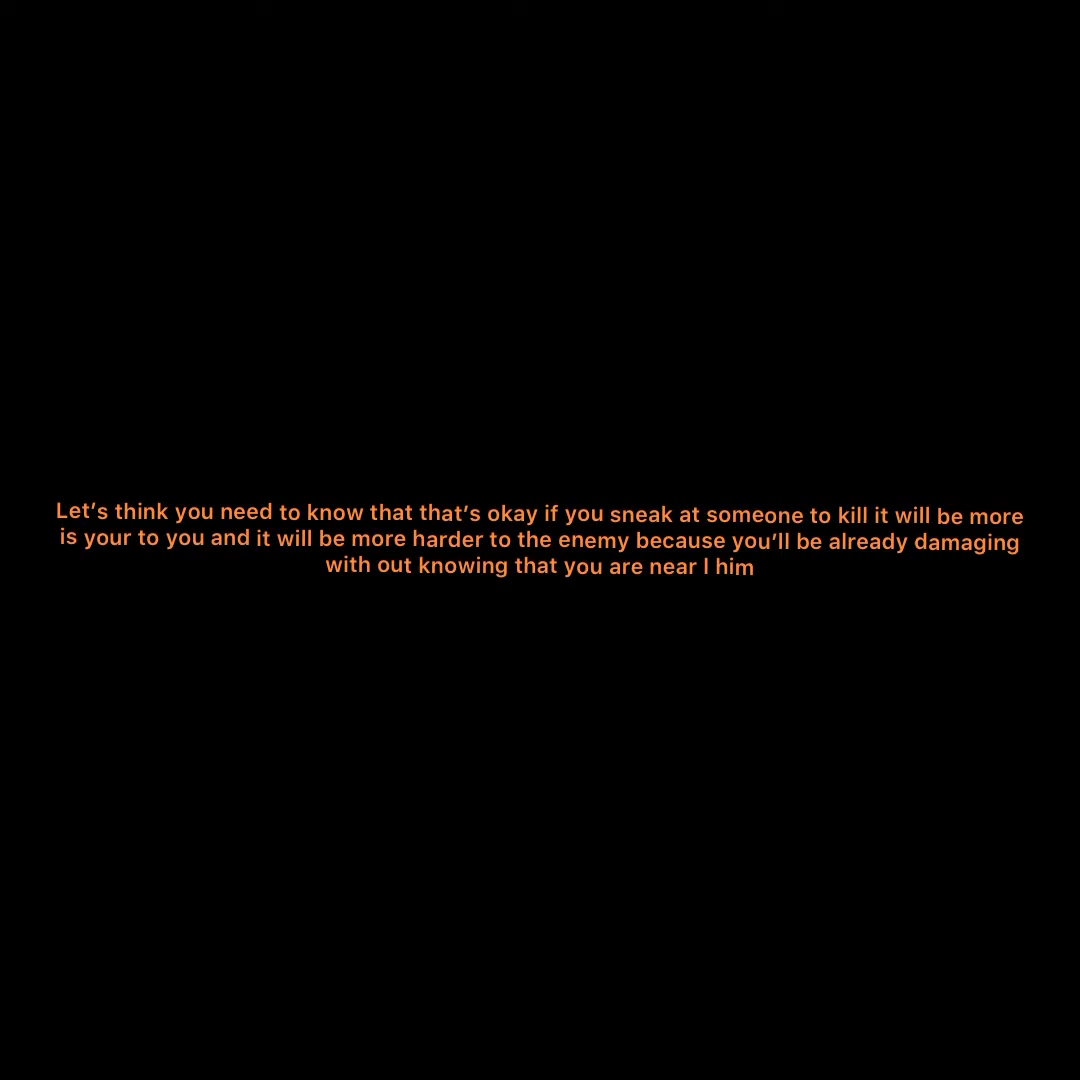 Let's think you need to know that that's okay if you sneak at someone to kill it will be more
is your to you and it will be more harder to the enemy because you'll be already damaging
with out knowing that you are near I him